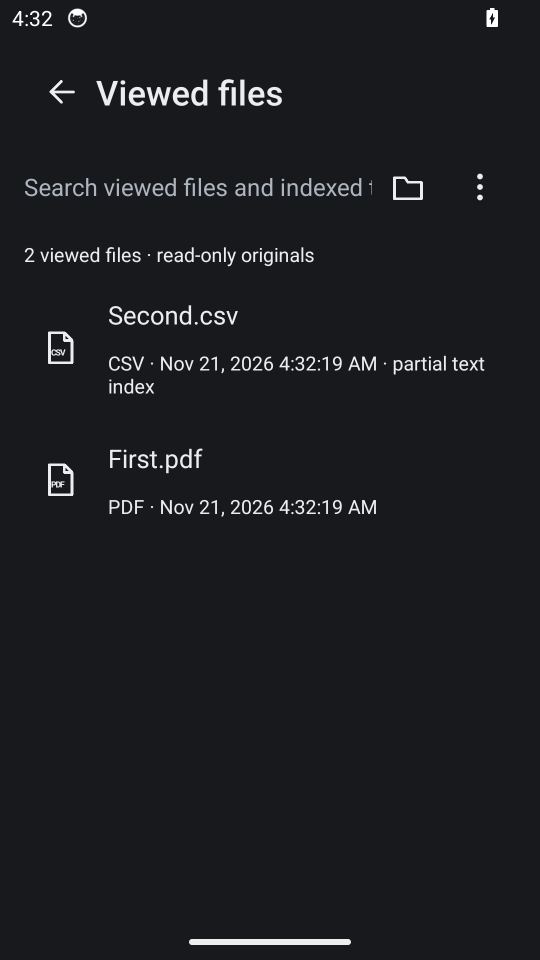 4:32
Viewed files
Search viewed files and indexed
2 viewed files · read-only originals
Second.csv
CSV
CSV · Nov 21, 2026 4:32:19 AM · partial text
index
First.pdf
PDF
PDF · Nov 21, 2026 4:32:19 AM